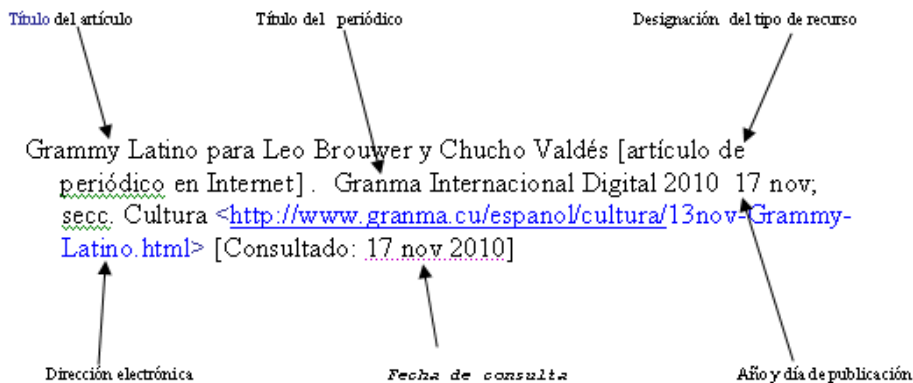 Título del artículo Título del periódico Designación del tipo de recurso
Grammy Latino para Leo Brouwer y Chucho Valdés [artículo de
periódico en Internet] . Granma Internacional Digital 2010 17 nov;
secc. Cultura <http://www.granma.cu/espanol/cultura/13nov-Grammy-
Latino.html> [Consultado: 17 nov 2010]
Dirección electrónica Fecha de consulta Año y día de publicación